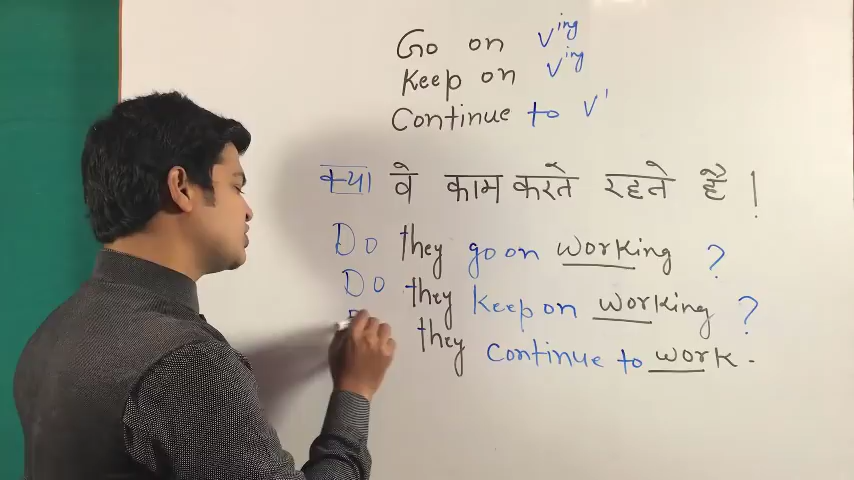 Go on V ing
Keep on V ing
Continue to V'
क्या वे काम करते रहते है !
Do they go on working ?
Do they keep on working ?
they continue to work .